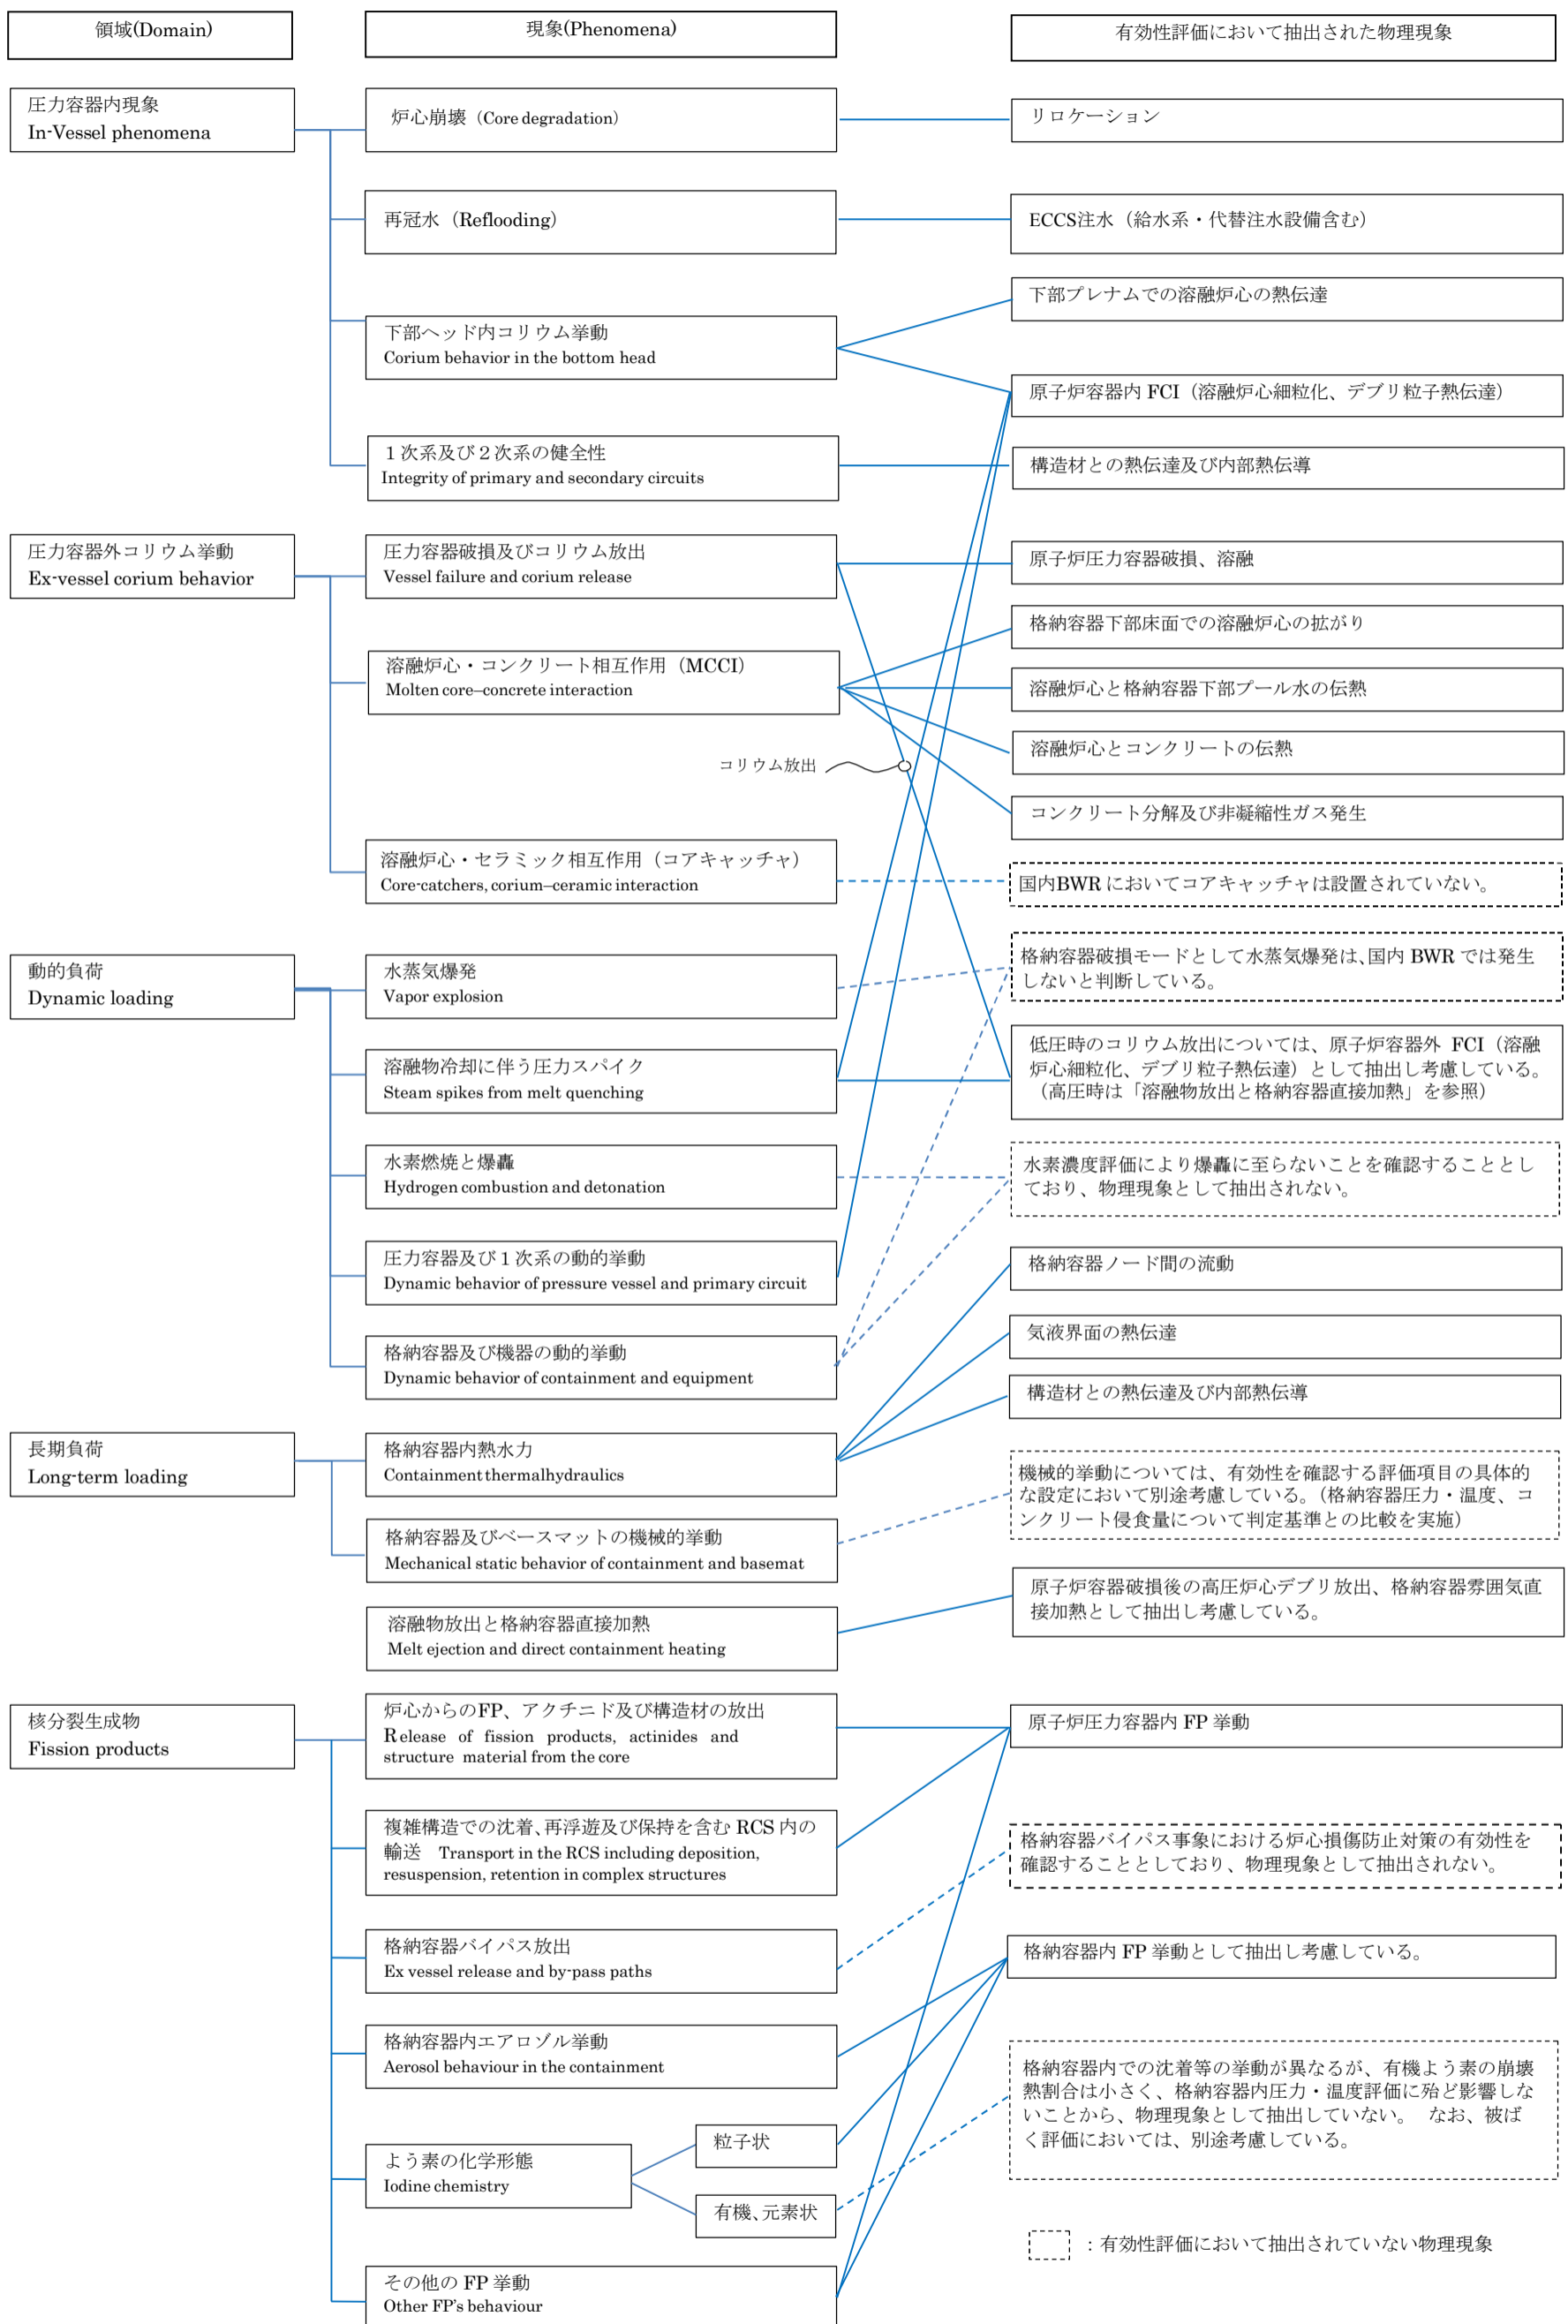 領域(Domain)
現象(Phenomena)
有効性評価において抽出された物理現象
圧力容器内現象
In-Vessel phenomena
炉心崩壊（Core degradation）
リロケーション
再冠水（Reflooding）
ECCS注水（給水系・代替注水設備含む）
下部ヘッド内コリウム挙動
Corium behavior in the bottom head
下部プレナムでの溶融炉心の熱伝達
原子炉容器内 FCI（溶融炉心細粒化、デブリ粒子熱伝達）
１次系及び２次系の健全性
Integrity of primary and secondary circuits
構造材との熱伝達及び内部熱伝導
圧力容器外コリウム挙動
Ex-vessel corium behavior
圧力容器破損及びコリウム放出
Vessel failure and corium release
原子炉圧力容器破損、溶融
溶融炉心・コンクリート相互作用（MCCI）
Molten core–concrete interaction
格納容器下部床面での溶融炉心の拡がり
溶融炉心と格納容器下部プール水の伝熱
溶融炉心とコンクリートの伝熱
コリウム放出
コンクリート分解及び非凝縮性ガス発生
溶融炉心・セラミック相互作用（コアキャッチャ）
Core-catchers, corium–ceramic interaction
国内BWR においてコアキャッチャは設置されていない。
動的負荷
Dynamic loading
水蒸気爆発
Vapor explosion
格納容器破損モードとして水蒸気爆発は、国内 BWR では発生
しないと判断している。
溶融物冷却に伴う圧力スパイク
Steam spikes from melt quenching
低圧時のコリウム放出については、原子炉容器外 FCI（溶融
炉心細粒化、デブリ粒子熱伝達）として抽出し考慮している。
（高圧時は「溶融物放出と格納容器直接加熱」を参照）
水素燃焼と爆轟
Hydrogen combustion and detonation
水素濃度評価により爆轟に至らないことを確認することとし
ており、物理現象として抽出されない。
圧力容器及び１次系の動的挙動
Dynamic behavior of pressure vessel and primary circuit
格納容器ノード間の流動
格納容器及び機器の動的挙動
Dynamic behavior of containment and equipment
気液界面の熱伝達
構造材との熱伝達及び内部熱伝導
長期負荷
Long-term loading
格納容器内熱水力
Containment thermalhydraulics
機械的挙動については、有効性を確認する評価項目の具体的
な設定において別途考慮している。（格納容器圧力・温度、コ
ンクリート侵食量について判定基準との比較を実施）
格納容器及びベースマットの機械的挙動
Mechanical static behavior of containment and basemat
溶融物放出と格納容器直接加熱
Melt ejection and direct containment heating
原子炉容器破損後の高圧炉心デブリ放出、格納容器雰囲気直
接加熱として抽出し考慮している。
核分裂生成物
Fission products
炉心からのFP、アクチニド及び構造材の放出
Release of fission products, actinides and
structure material from the core
原子炉圧力容器内 FP 挙動
複雑構造での沈着、再浮遊及び保持を含む RCS 内の
輸送　Transport in the RCS including deposition,
resuspension, retention in complex structures
格納容器バイパス事象における炉心損傷防止対策の有効性を
確認することとしており、物理現象として抽出されない。
格納容器バイパス放出
Ex vessel release and by-pass paths
格納容器内 FP 挙動として抽出し考慮している。
格納容器内エアロゾル挙動
Aerosol behaviour in the containment
格納容器内での沈着等の挙動が異なるが、有機よう素の崩壊
熱割合は小さく、格納容器内圧力・温度評価に殆ど影響しな
いことから、物理現象として抽出していない。　なお、被ば
く評価においては、別途考慮している。
よう素の化学形態
Iodine chemistry
粒子状
有機、元素状
：有効性評価において抽出されていない物理現象
その他の FP 挙動
Other FP's behaviour